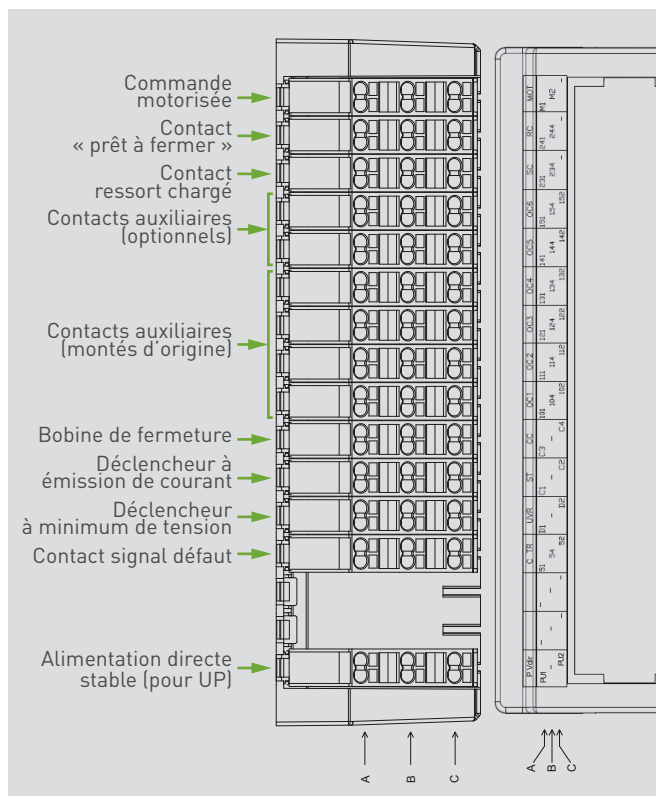 Commande
motorisée
Contact
« prêt à fermer »
Contact
ressort chargé
Contacts auxiliaires
(optionnels)
Contacts auxiliaires
(montés d'origine)
Bobine de fermeture
Déclencheur à
émission de courant
Déclencheur
à minimum de tension
Contact signal défaut
Alimentation directe
stable (pour UP)
A
B
C
MOT M1 M2 –
RC 241 244 –
SC 231 234 –
OC6 151 154 152
OC5 141 144 142
OC4 131 134 132
OC3 121 124 122
OC2 111 114 112
OC1 101 104 102
CC C3 – C4
ST C1 – C2
UVR D1 – D2
C TR 51 54 52
– – –
– – –
P Vdir PU1 – PU2
A
B
C